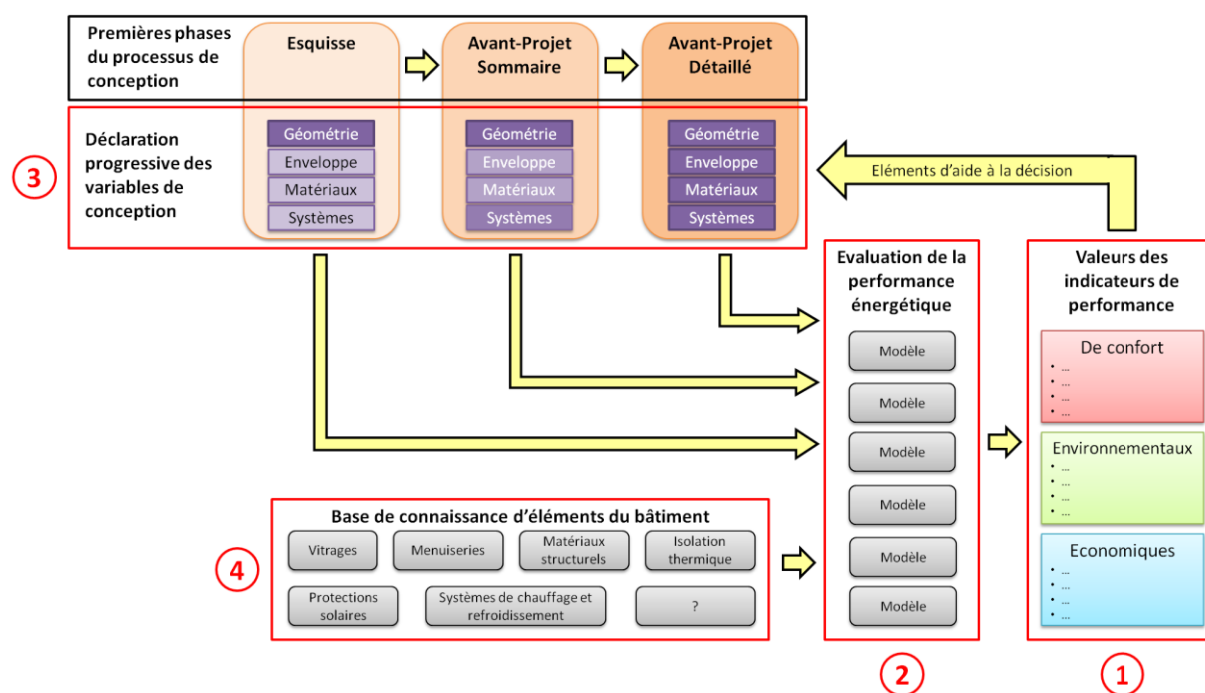 Premières phases
du processus de
conception
Esquisse
Avant-Projet
Sommaire
Avant-Projet
Détaillé
3
Déclaration
progressive des
variables de
conception
Géométrie
Enveloppe
Matériaux
Systèmes
Géométrie
Enveloppe
Matériaux
Systèmes
Géométrie
Enveloppe
Matériaux
Systèmes
Eléments d'aide à la décision
Evaluation de la
performance
énergétique
Modèle
Modèle
Modèle
Modèle
Modèle
Modèle
2
Valeurs des
indicateurs de
performance
De confort
• ...
• ...
• ...
• ...
Environnementaux
• ...
• ...
• ...
• ...
Economiques
• ...
• ...
• ...
• ...
1
4
Base de connaissance d'éléments du bâtiment
Vitrages
Menuiseries
Matériaux
structurels
Isolation
thermique
Protections
solaires
Systèmes de chauffage et
refroidissement
?